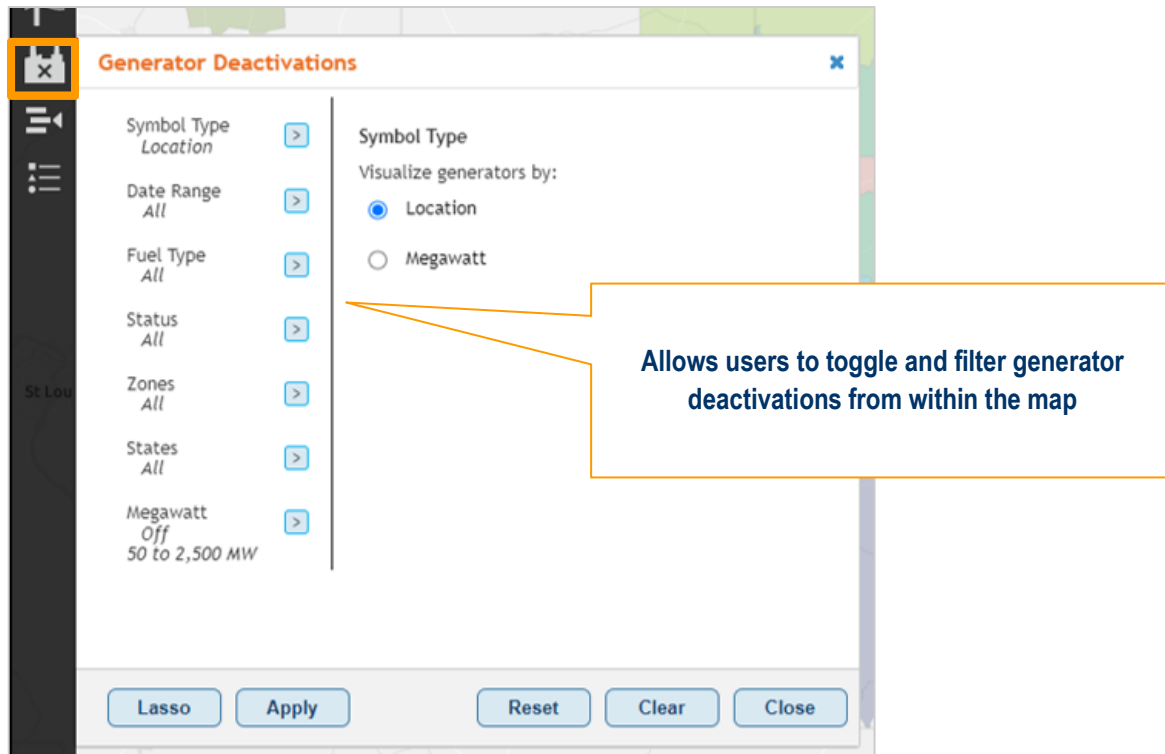 Generator Deactivations
Symbol Type
Location
Date Range
All
Fuel Type
All
Status
All
Zones
All
States
All
Megawatt
Off
50 to 2,500 MW
Symbol Type
Visualize generators by:
Location
Megawatt
Allows users to toggle and filter generator
deactivations from within the map
St Lou
Lasso
Apply
Reset
Clear
Close